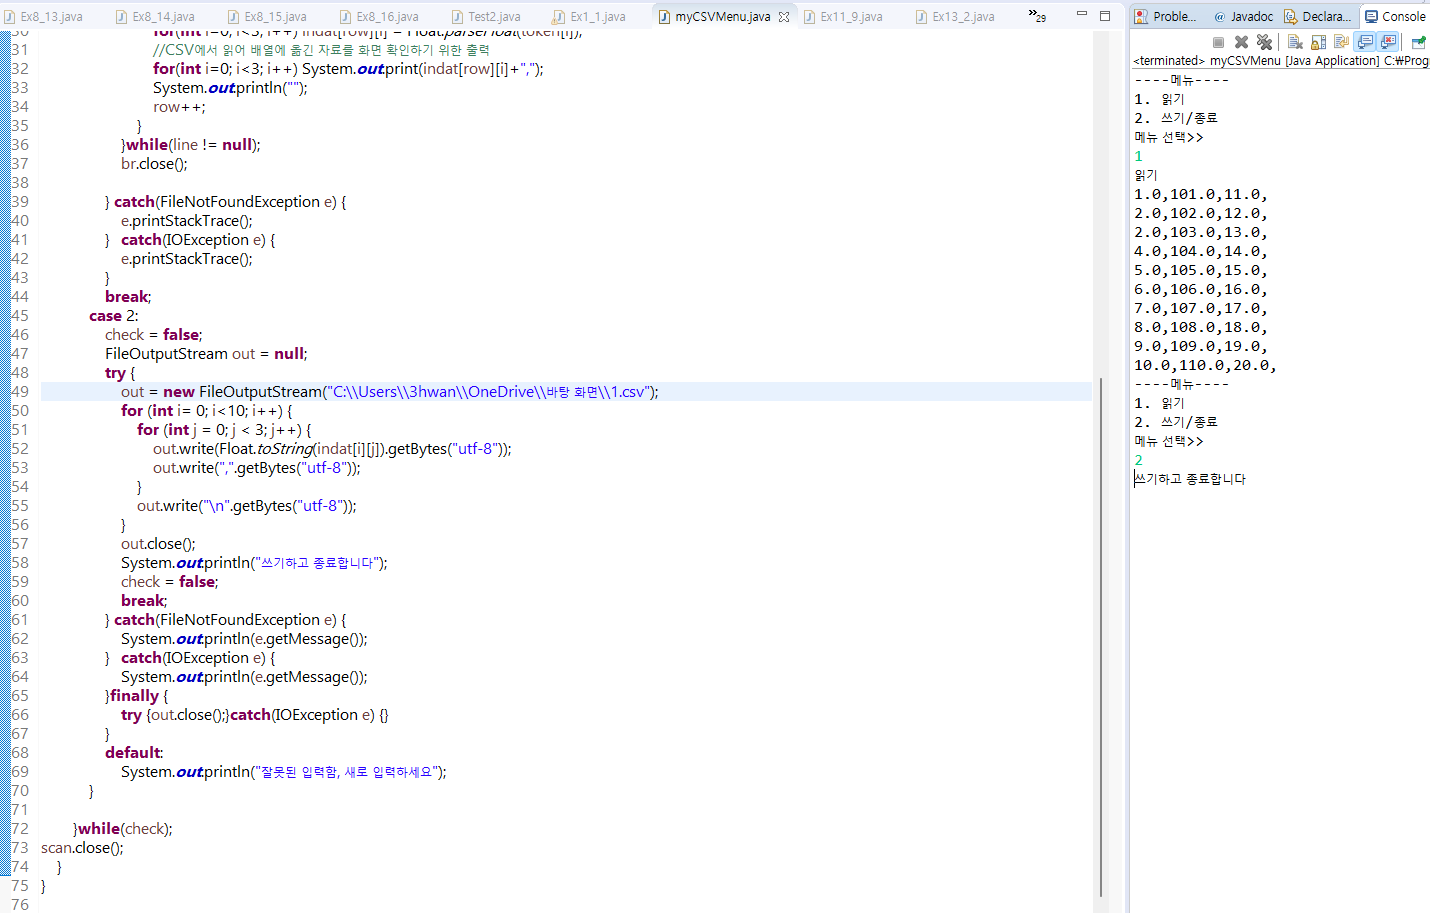 Ex8_13.java Ex8_14.java Ex8_15.java Ex8_16.java Test2.java Ex1_1.java myCSVMenu.java Ex11_9.java Ex13_2.java »29
30 for(int i=0; i<3; i++) indat[row][i] = Float.parseFloat(token[i]);
31 //CSV에서 읽어 배열에 옮긴 자료를 화면 확인하기 위한 출력
32 for(int i=0; i<3; i++) System.out.print(indat[row][i]+",");
33 System.out.println("");
34 row++;
35 }
36 }while(line != null);
37 br.close();
38
39 } catch(FileNotFoundException e) {
40 e.printStackTrace();
41 } catch(IOException e) {
42 e.printStackTrace();
43 }
44 break;
45 case 2:
46 check = false;
47 FileOutputStream out = null;
48 try {
49 out = new FileOutputStream("C:\\Users\\3hwan\\OneDrive\\바탕 화면\\1.csv");
50 for (int i= 0; i<10; i++) {
51 for (int j = 0; j < 3; j++) {
52 out.write(Float.toString(indat[i][j]).getBytes("utf-8"));
53 out.write(",".getBytes("utf-8"));
54 }
55 out.write("\n".getBytes("utf-8"));
56 }
57 out.close();
58 System.out.println("쓰기하고 종료합니다");
59 check = false;
60 break;
61 } catch(FileNotFoundException e) {
62 System.out.println(e.getMessage());
63 } catch(IOException e) {
64 System.out.println(e.getMessage());
65 }finally {
66 try {out.close();}catch(IOException e) {}
67 }
68 default:
69 System.out.println("잘못된 입력함, 새로 입력하세요");
70 }
71
72 }while(check);
73 scan.close();
74 }
75 }
76
Proble... @ Javadoc Declara... Console
<terminated> myCSVMenu [Java Application] C:₩Prog
----메뉴----
1. 읽기
2. 쓰기/종료
메뉴 선택>>
1
읽기
1.0,101.0,11.0,
2.0,102.0,12.0,
2.0,103.0,13.0,
4.0,104.0,14.0,
5.0,105.0,15.0,
6.0,106.0,16.0,
7.0,107.0,17.0,
8.0,108.0,18.0,
9.0,109.0,19.0,
10.0,110.0,20.0,
----메뉴----
1. 읽기
2. 쓰기/종료
메뉴 선택>>
2
쓰기하고 종료합니다